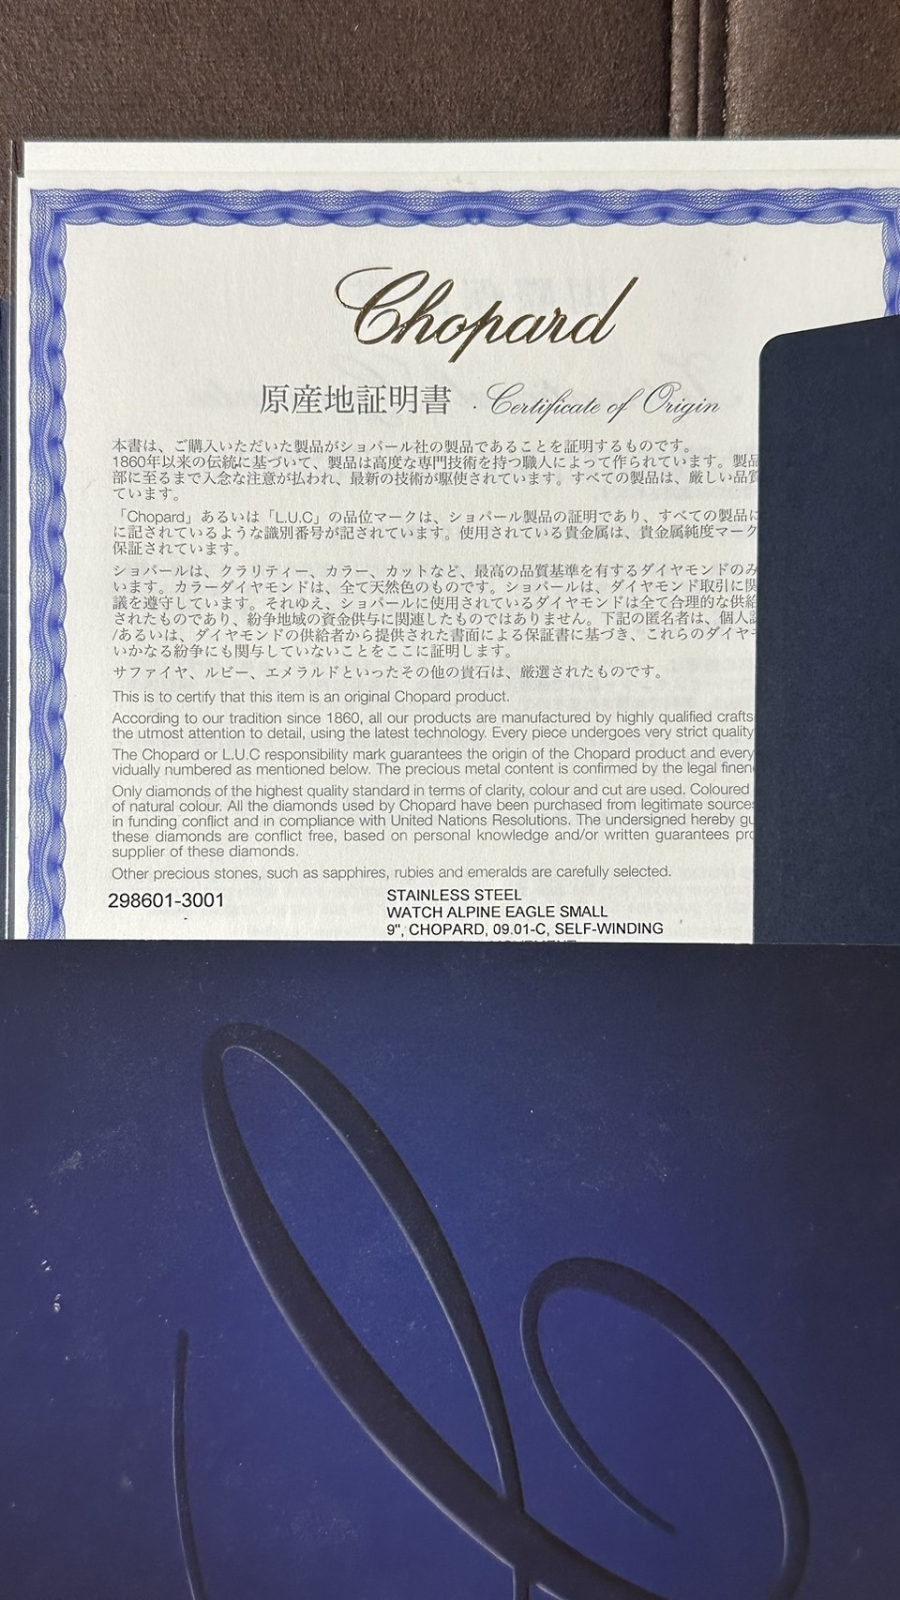 Chopard
原産地証明書 · Certificate of Origin
本書は、ご購入いただいた製品がショパール社の製品であることを証明するものです。
1860年以来の伝統に基づいて、製品は高度な専門技術を持つ職人によって作られています。製品
部に至るまで入念な注意が払われ、最新の技術が駆使されています。すべての製品は、厳しい品質
ています。
「Chopard」あるいは「L.U.C」の品位マークは、ショパール製品の証明であり、すべての製品に
に記されているような識別番号が記されています。使用されている貴金属は、貴金属純度マーク
保証されています。
ショパールは、クラリティー、カラー、カットなど、最高の品質基準を有するダイヤモンドのみ
います。カラーダイヤモンドは、全て天然色のものです。ショパールは、ダイヤモンド取引に関
議を遵守しています。それゆえ、ショパールに使用されているダイヤモンドは全て合理的な供給
されたものであり、紛争地域の資金供与に関連したものではありません。下記の匿名者は、個人
/あるいは、ダイヤモンドの供給者から提供された書面による保証書に基づき、これらのダイヤ
いかなる紛争にも関与していないことをここに証明します。
サファイヤ、ルビー、エメラルドといったその他の貴石は、厳選されたものです。
This is to certify that this item is an original Chopard product.
According to our tradition since 1860, all our products are manufactured by highly qualified crafts
the utmost attention to detail, using the latest technology. Every piece undergoes very strict quality
The Chopard or L.U.C responsibility mark guarantees the origin of the Chopard product and every
vidually numbered as mentioned below. The precious metal content is confirmed by the legal finen
Only diamonds of the highest quality standard in terms of clarity, colour and cut are used. Coloured
of natural colour. All the diamonds used by Chopard have been purchased from legitimate source
in funding conflict and in compliance with United Nations Resolutions. The undersigned hereby gu
these diamonds are conflict free, based on personal knowledge and/or written guarantees pro
supplier of these diamonds.
Other precious stones, such as sapphires, rubies and emeralds are carefully selected.
298601-3001
STAINLESS STEEL
WATCH ALPINE EAGLE SMALL
9", CHOPARD, 09.01-C, SELF-WINDING